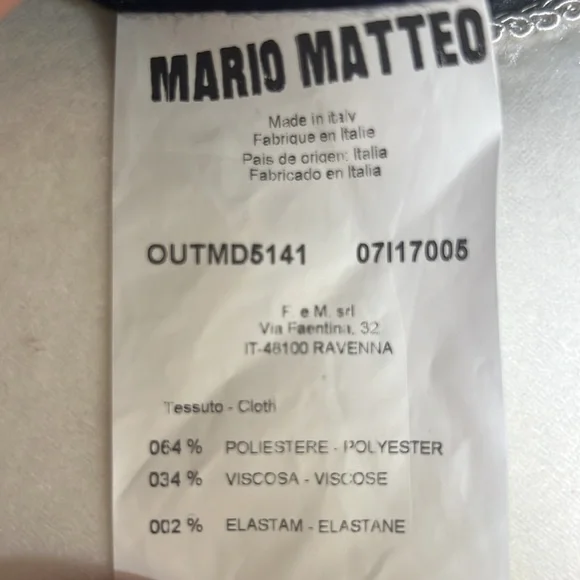 MARIO MATTEO
Made in italy
Fabrique en Italie
Pais de origen: Italia
Fabricado en Italia
OUTMD5141 07I17005
F. e M. srl
Via Faentina, 32
IT-48100 RAVENNA
Tessuto - Cloth
064 % POLIESTERE - POLYESTER
034 % VISCOSA - VISCOSE
002 % ELASTAM - ELASTANE